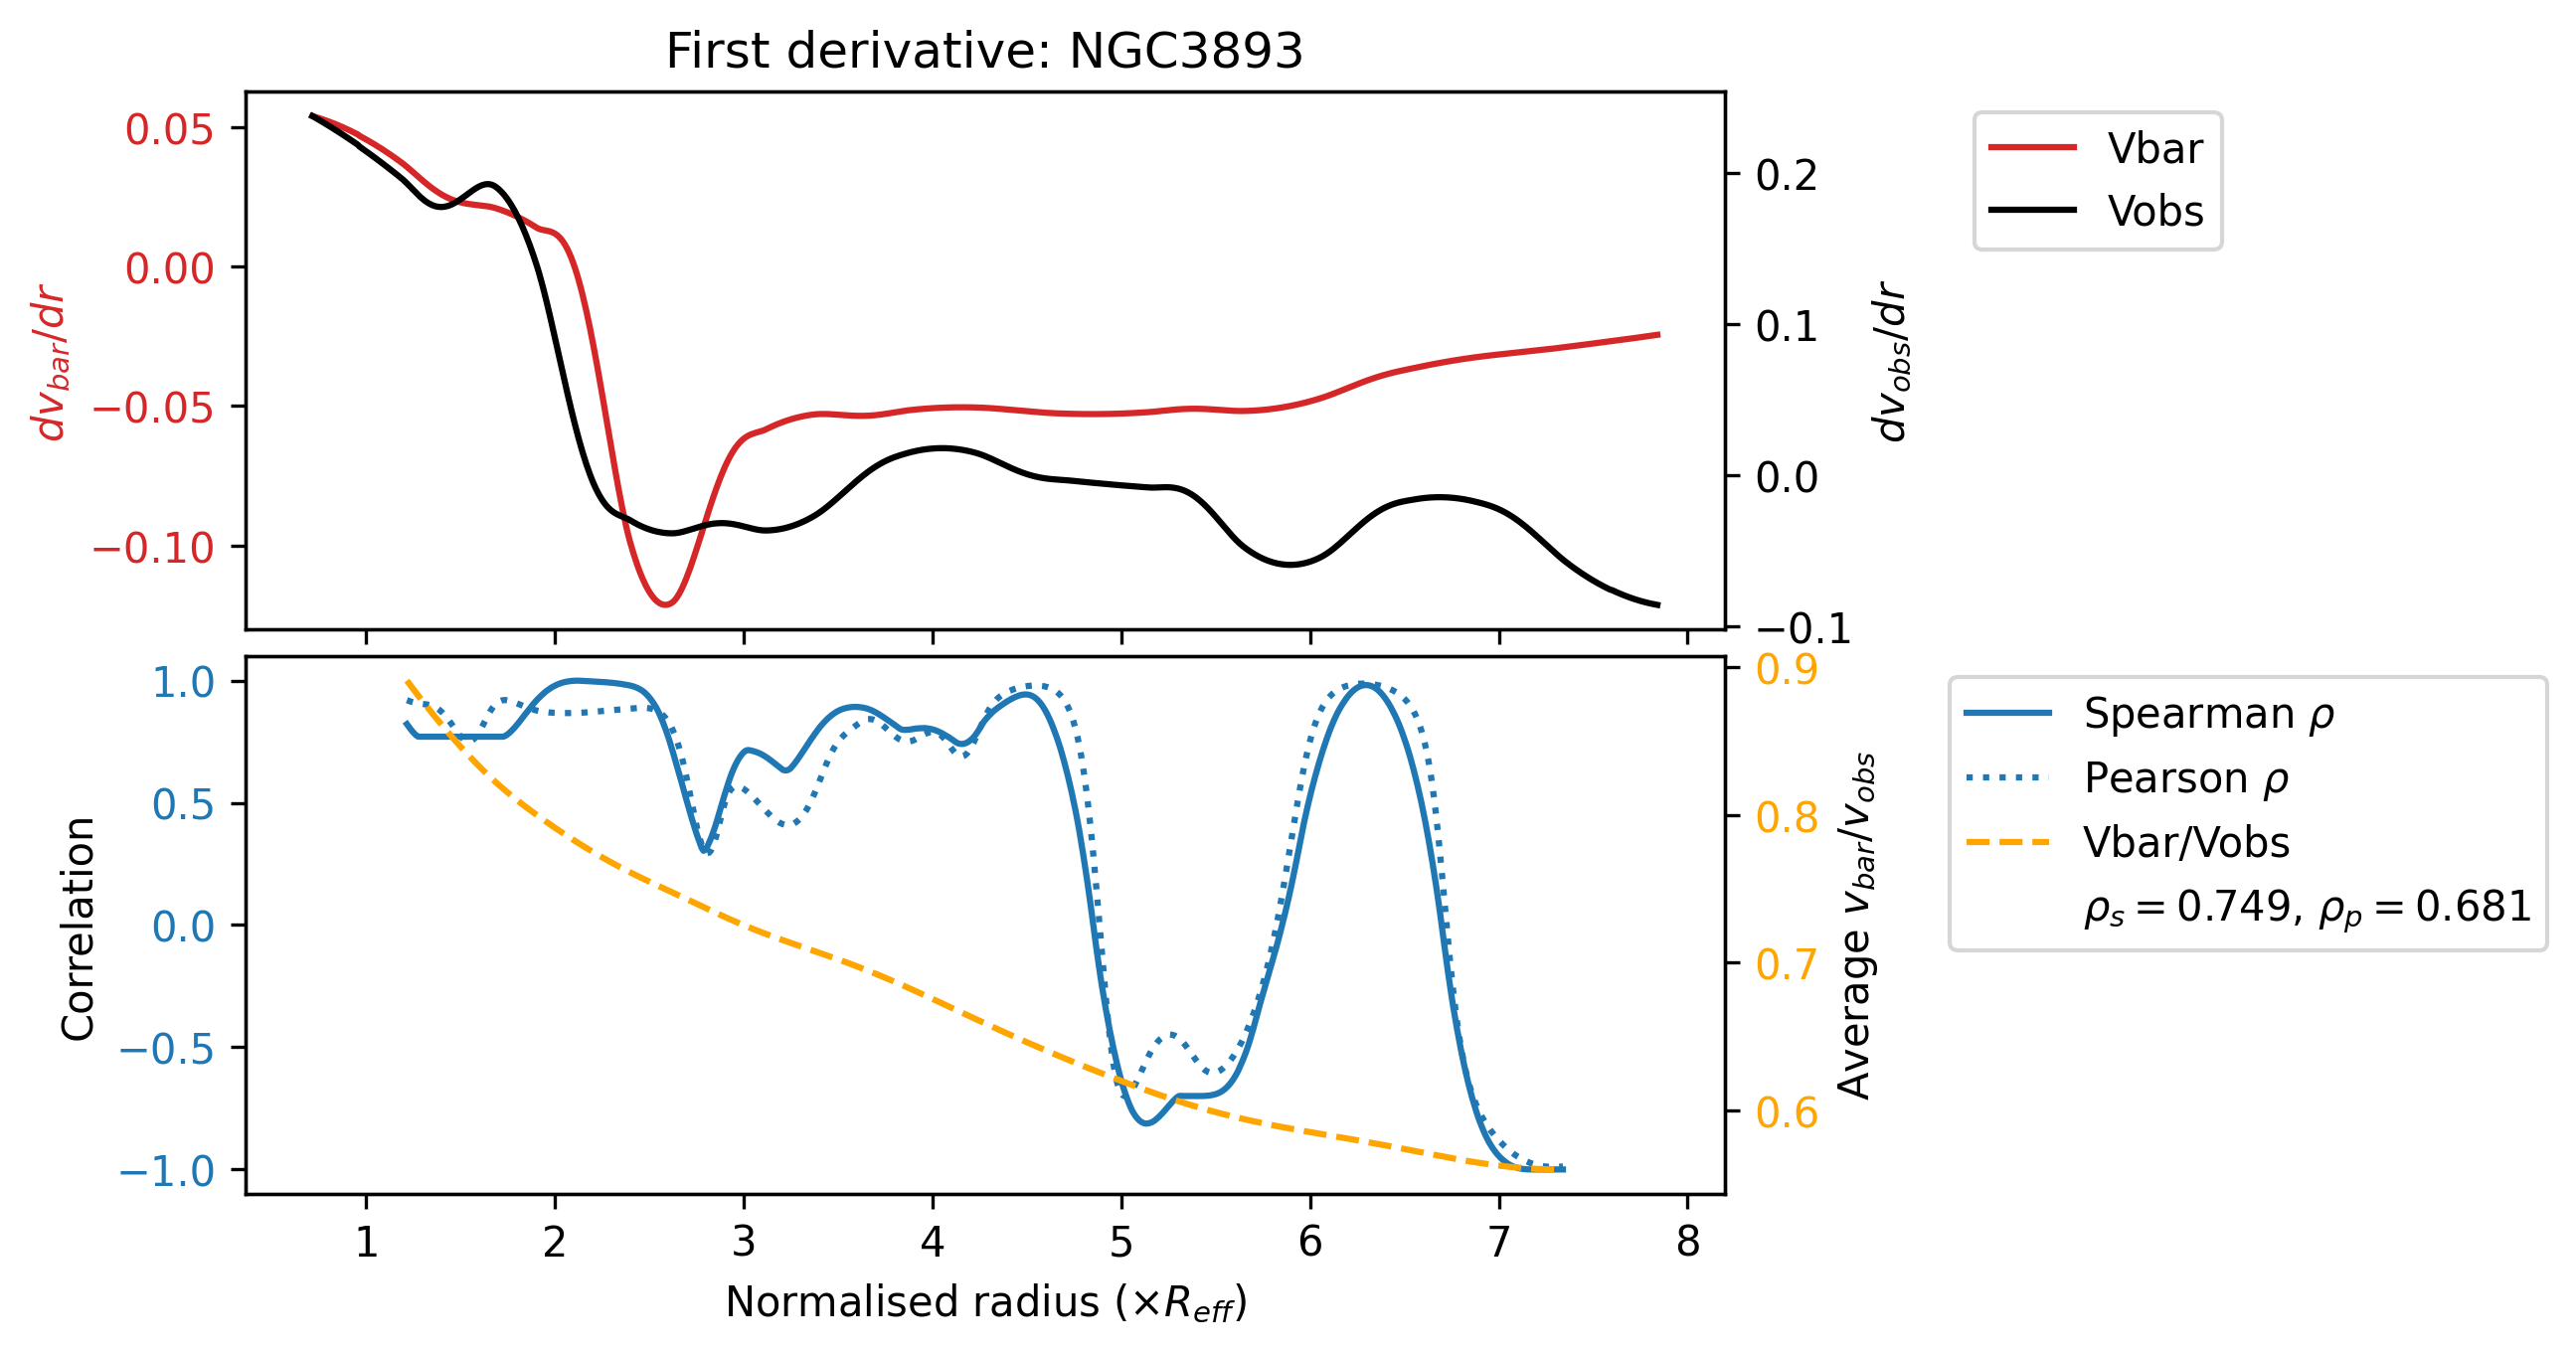 First derivative: NGC3893
0.05
0.00
−0.05
−0.10
dv_bar/dr
0.2
0.1
0.0
−0.1
dv_obs/dr
Vbar
Vobs
1.0
0.5
0.0
−0.5
−1.0
Correlation
0.9
0.8
0.7
0.6
Average v_bar/v_obs
Spearman ρ
Pearson ρ
Vbar/Vobs
ρ_s = 0.749, ρ_p = 0.681
1 2 3 4 5 6 7 8
Normalised radius (×R_eff)